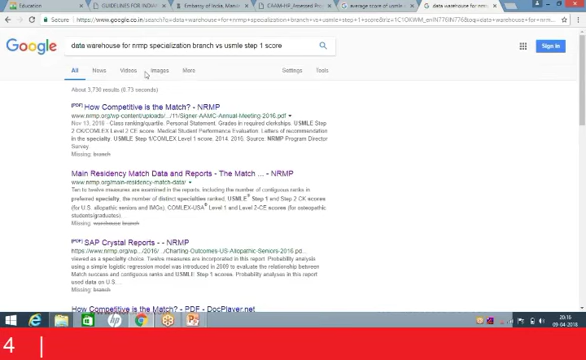 Education
GUIDELINES FOR INDIAN
Embassy of India, Mos
CAAM-HP_Licensed Pro
average score of usmle
data warehouse for nrm
Secure
https://www.google.co.in/search?q=data+warehouse+for+nrmp+specialization+branch+vs+usmle+step+1+score
Google
data warehouse for nrmp specialization branch vs usmle step 1 score
Sign in
All News Videos Images More Settings Tools
About 3,730 results (0.73 seconds)
[PDF] How Competitive is the Match? - NRMP
www.nrmp.org/wp-content/uploads/.../11/Signer-AAMC-Annual-Meeting-2016.pdf
Nov 13, 2016 - Class ranking/quartile. Personal Statement. Grades in required clerkships. USMLE Step
2 CK/COMLEX Level 2 CE score. Medical Student Performance Evaluation. Letters of recommendation
in the specialty. USMLE Step 1/COMLEX Level 1 score. 2014. 2016. Source: NRMP Program Director
Survey
Missing: branch
Main Residency Match Data and Reports - The Match ... - NRMP
www.nrmp.org/main-residency-match-data/
Ten to twelve measures are examined in the reports, including the number of contiguous ranks in
preferred specialty, the number of distinct specialties ranked, USMLE® Step 1 and Step 2 CK scores
(for U.S. allopathic seniors and IMGs), COMLEX-USA® Level 1 and Level 2-CE scores (for osteopathic
students/graduates)
Missing: warehouse branch
[PDF] SAP Crystal Reports - - NRMP
https://www.nrmp.org/wp.../2016/.../Charting-Outcomes-US-Allopathic-Seniors-2016.pd...
viewed as a specialty choice. Twelve measures are incorporated in this report. Probability analysis
using a simple logistic regression model was introduced in 2009 to evaluate the relationship between
Match success and contiguous ranks and USMLE Step 1 scores. Probability analysis of this report.
data used on U.S. ...
Missing: branch
[PDF] How Competitive is the Match? - PDF - DocPlayer.net
20:16
09-04-2018
4